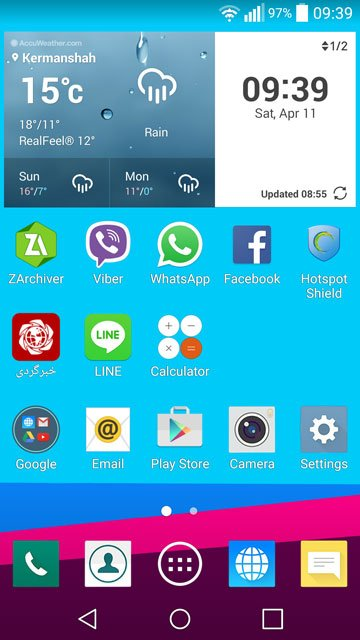 97% 09:39
AccuWeather.com
1/2
Kermanshah
15°c
18°/11°
RealFeel® 12°
Rain
09:39
Sat, Apr 11
Sun
16°/7°
Mon
11°/0°
Updated 08:55
ZArchiver
Viber
WhatsApp
Facebook
Hotspot
Shield
خبرگردی
LINE
LINE
Calculator
Google
Email
Play Store
Camera
Settings